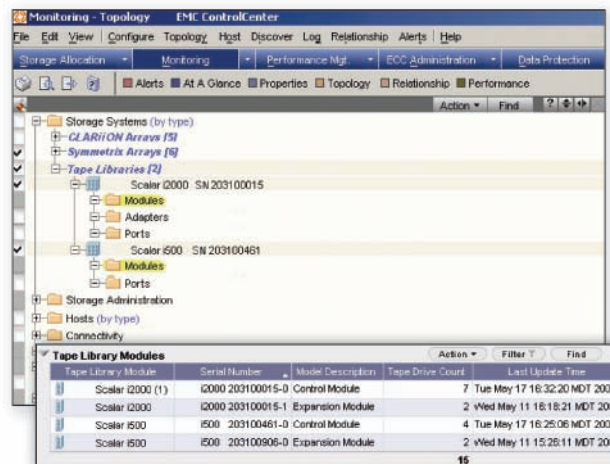 Monitoring - Topology EMC ControlCenter
File Edit View Configure Topology Host Discover Log Relationship Alerts Help
Storage Allocation Monitoring Performance Mgt. ECC Administration Data Protection
Alerts At A Glance Properties Topology Relationship Performance
Action Find ?
Storage Systems (by type)
CLARiiON Arrays [5]
Symmetrix Arrays [6]
Tape Libraries [2]
Scalar i2000 SN 203100015
Modules
Adapters
Ports
Scalar i500 SN 203100461
Modules
Ports
Storage Administration
Hosts (by type)
Connectivity
Tape Library Modules Action Filter Find
Tape Library Module Serial Number Model Description Tape Drive Count Last Update Time
Scalar i2000 (1) i2000 203100015-0 Control Module 7 Tue May 17 16:32:20 MDT 200
Scalar i2000 i2000 203100015-1 Expansion Module 2 Wed May 11 16:18:21 MDT 200
Scalar i500 i500 203100461-0 Control Module 4 Tue May 17 16:25:06 MDT 200
Scalar i500 i500 203100906-0 Expansion Module 2 Wed May 11 15:26:11 MDT 200
15